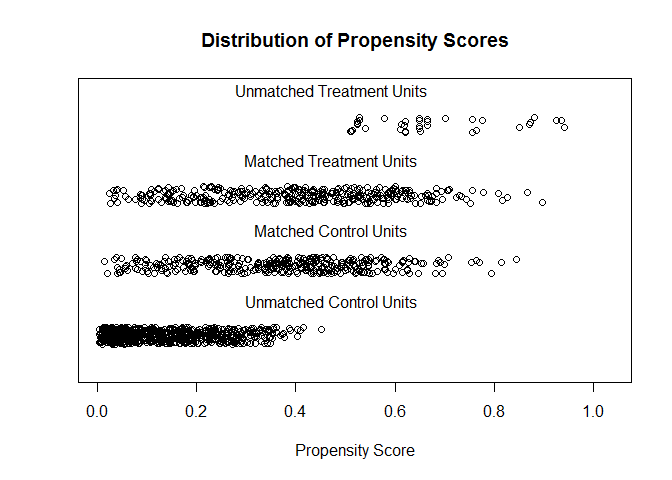 Distribution of Propensity Scores
Unmatched Treatment Units
Matched Treatment Units
Matched Control Units
Unmatched Control Units
0.0 0.2 0.4 0.6 0.8 1.0
Propensity Score